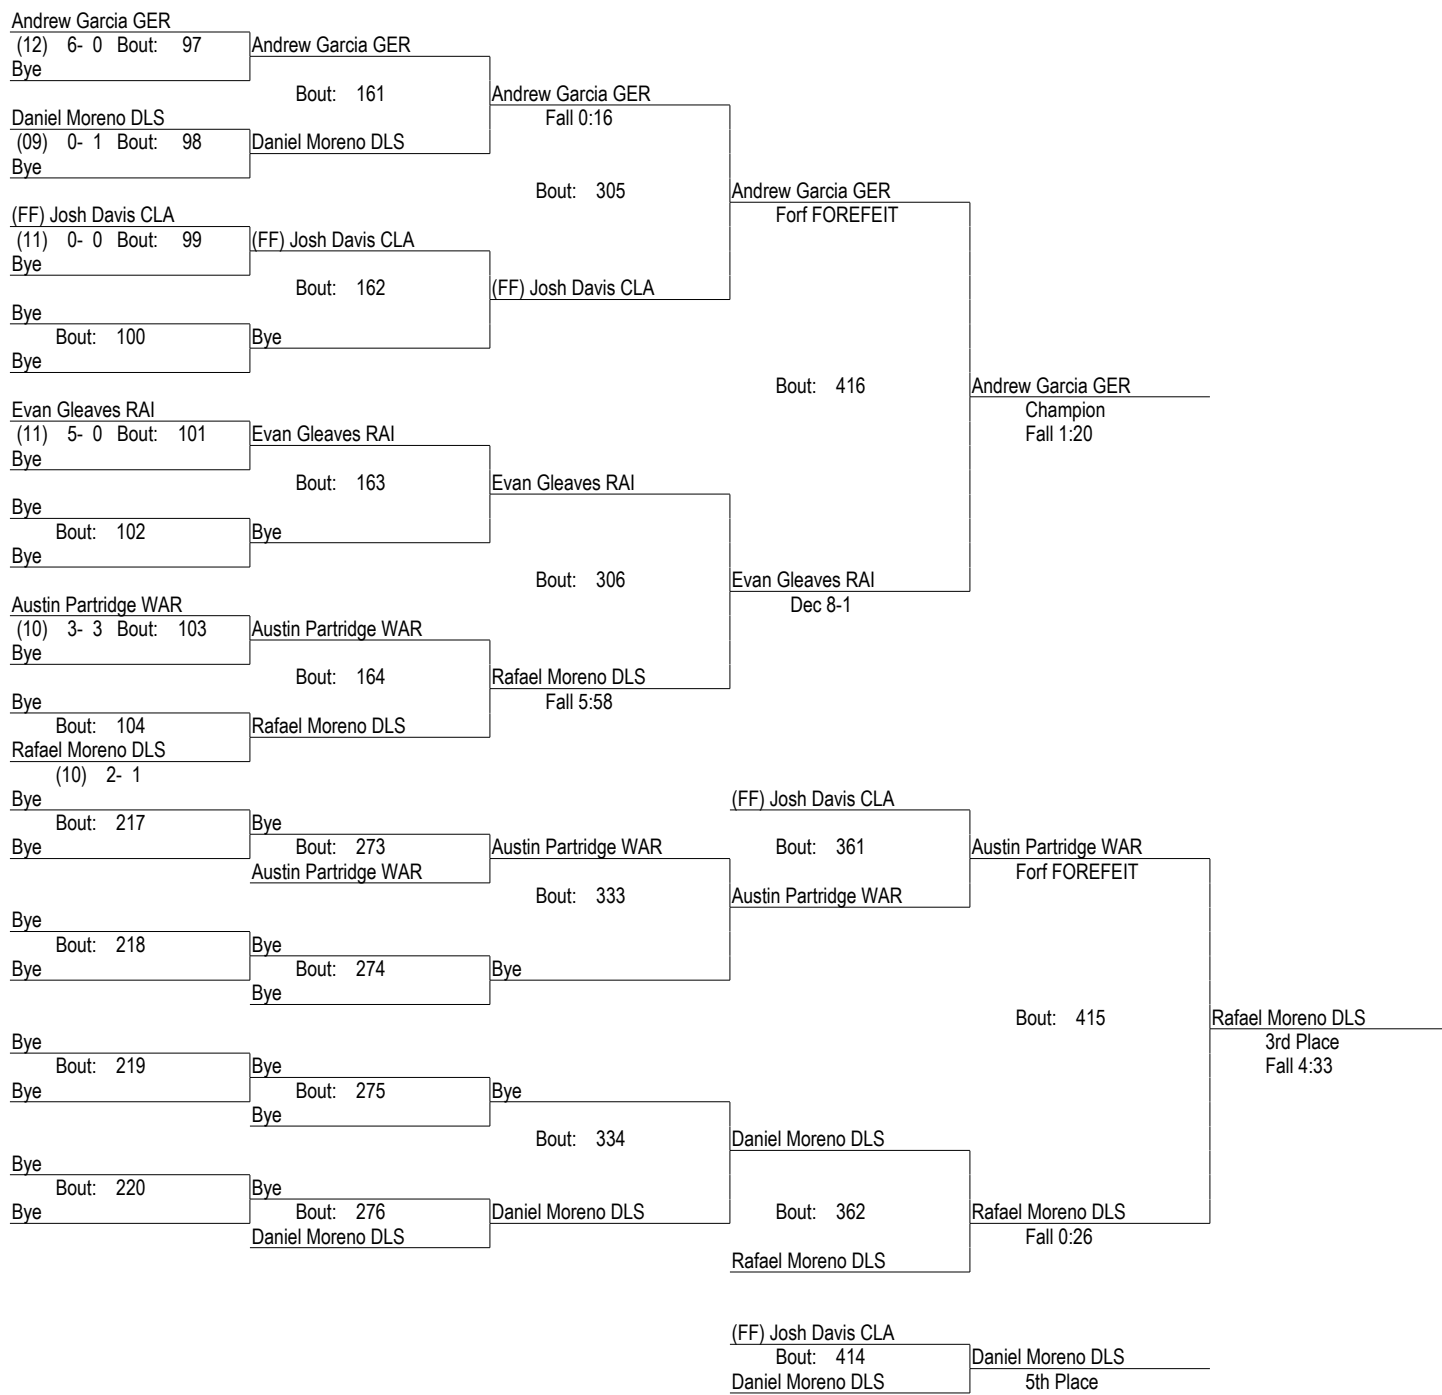 Andrew Garcia GER
(12) 6- 0 Bout: 97 Andrew Garcia GER
Bye
Bout: 161 Andrew Garcia GER
Daniel Moreno DLS Fall 0:16
(09) 0- 1 Bout: 98 Daniel Moreno DLS
Bye
Bout: 305 Andrew Garcia GER
(FF) Josh Davis CLA Forf FOREFEIT
(11) 0- 0 Bout: 99 (FF) Josh Davis CLA
Bye
Bout: 162 (FF) Josh Davis CLA
Bye
Bout: 100 Bye
Bye
Bout: 416 Andrew Garcia GER
Evan Gleaves RAI Champion
(11) 5- 0 Bout: 101 Evan Gleaves RAI Fall 1:20
Bye
Bout: 163 Evan Gleaves RAI
Bye
Bout: 102 Bye
Bye
Bout: 306 Evan Gleaves RAI
Austin Partridge WAR Dec 8-1
(10) 3- 3 Bout: 103 Austin Partridge WAR
Bye
Bout: 164 Rafael Moreno DLS
Bye Fall 5:58
Bout: 104 Rafael Moreno DLS
Rafael Moreno DLS
(10) 2- 1
Bye (FF) Josh Davis CLA
Bout: 217 Bye
Bye Bout: 273 Austin Partridge WAR Bout: 361 Austin Partridge WAR
Austin Partridge WAR Forf FOREFEIT
Bout: 333 Austin Partridge WAR
Bye
Bout: 218 Bye
Bye Bout: 274 Bye
Bye
Bout: 415 Rafael Moreno DLS
Bye 3rd Place
Bout: 219 Bye Fall 4:33
Bye Bout: 275 Bye
Bye
Bout: 334 Daniel Moreno DLS
Bye
Bout: 220 Bye
Bye Bout: 276 Daniel Moreno DLS Bout: 362 Rafael Moreno DLS
Daniel Moreno DLS Fall 0:26
Rafael Moreno DLS
(FF) Josh Davis CLA
Bout: 414 Daniel Moreno DLS
Daniel Moreno DLS 5th Place